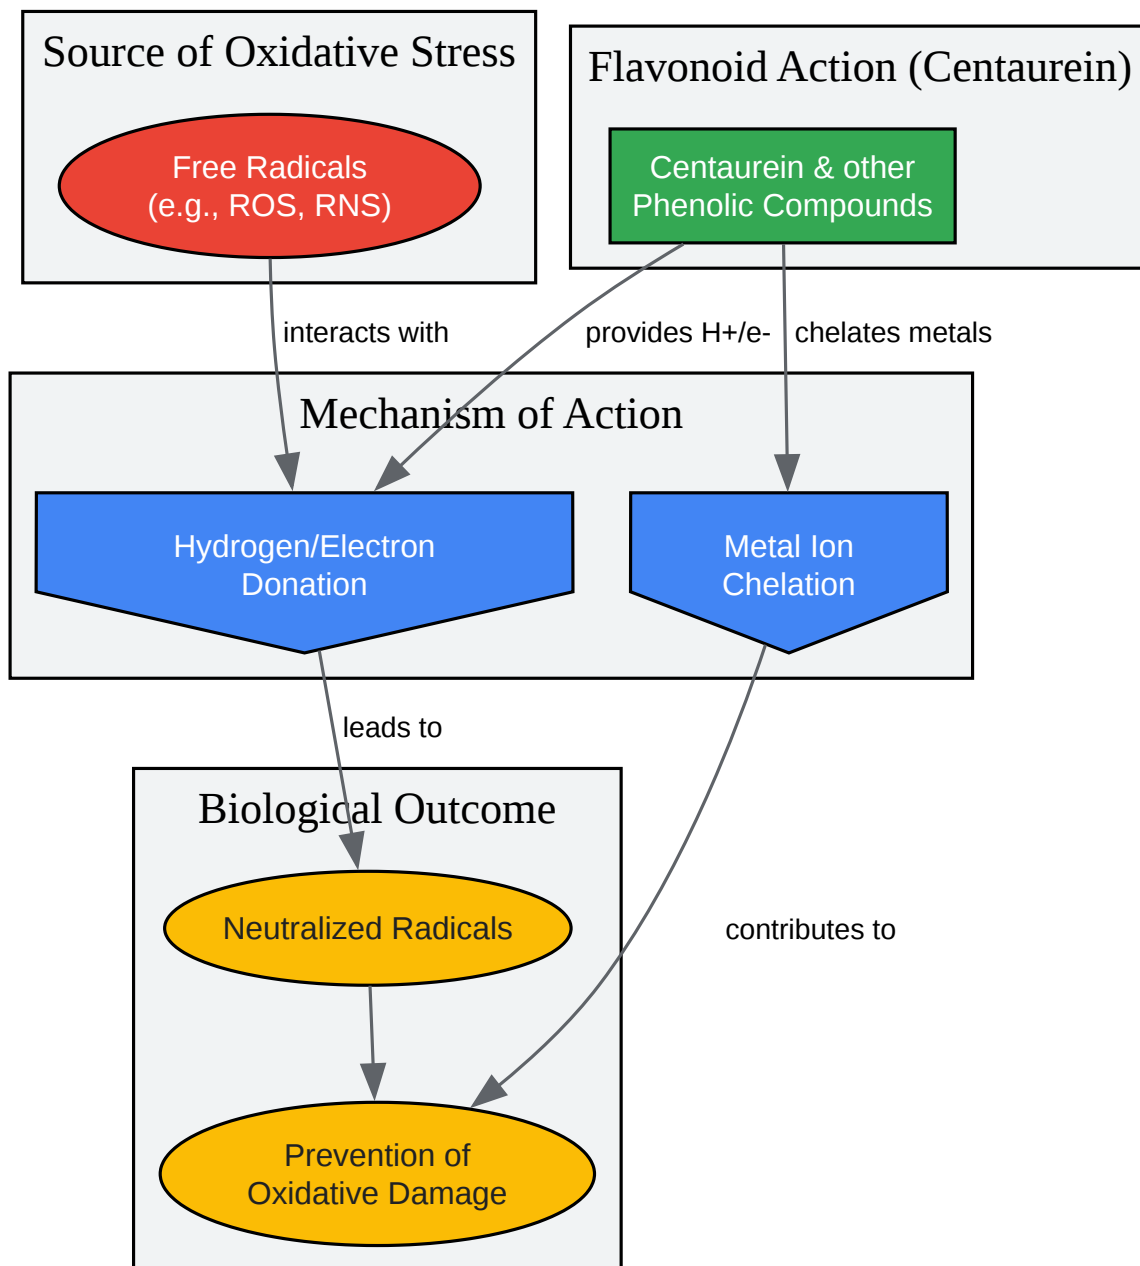 Source of Oxidative Stress
Free Radicals
(e.g., ROS, RNS)
Flavonoid Action (Centaurein)
Centaurein & other
Phenolic Compounds
interacts with
provides H+/e-
chelates metals
Mechanism of Action
Hydrogen/Electron
Donation
Metal Ion
Chelation
leads to
Biological Outcome
Neutralized Radicals
contributes to
Prevention of
Oxidative Damage